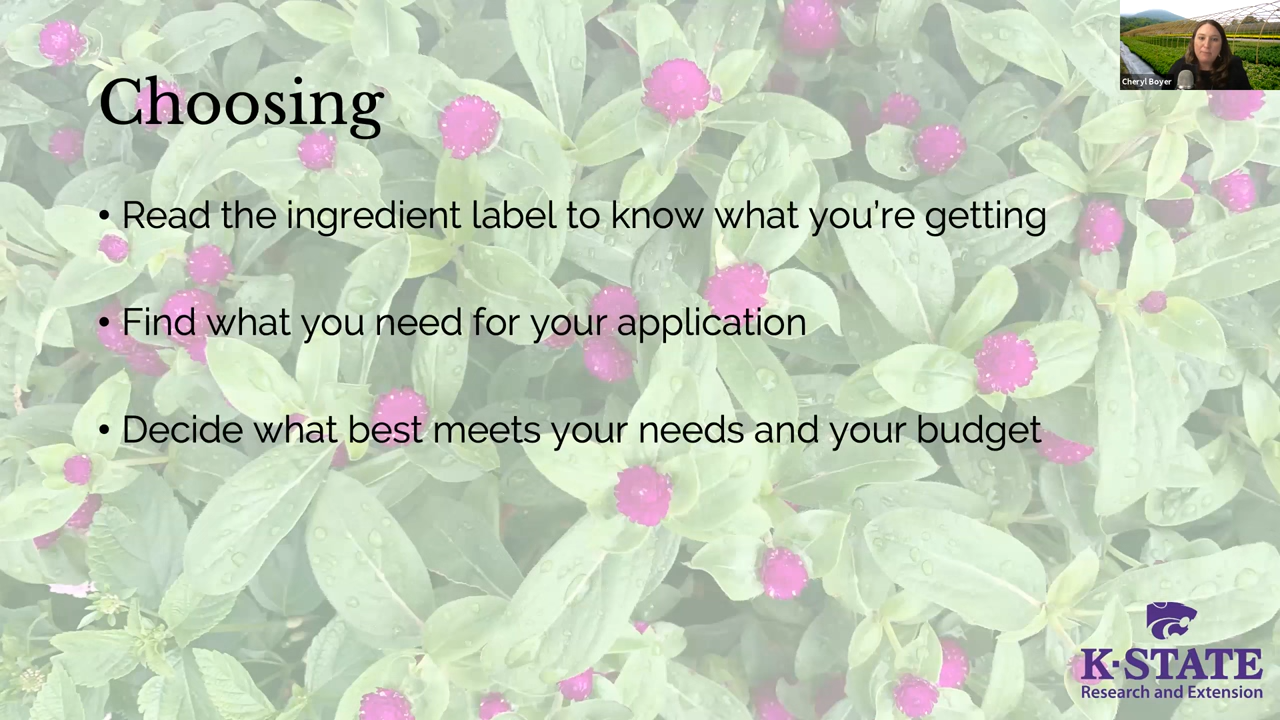 Cheryl Boyer
Choosing
• Read the ingredient label to know what you’re getting
• Find what you need for your application
• Decide what best meets your needs and your budget
K-STATE
Research and Extension